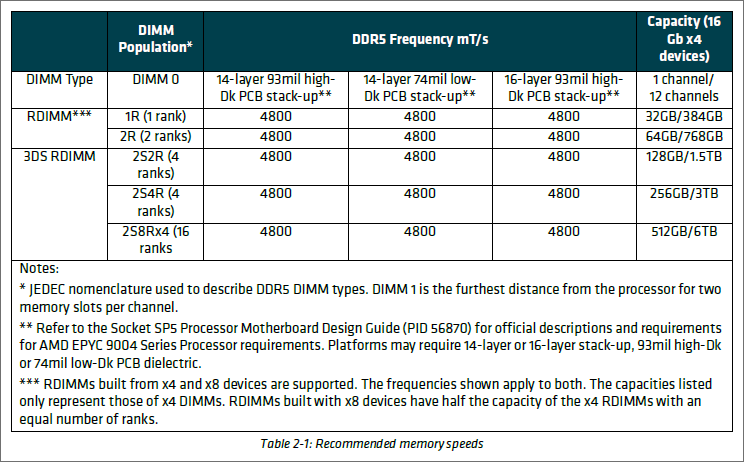 DIMM Population* DDR5 Frequency mT/s Capacity (16 Gb x4 devices)
DIMM Type DIMM 0 14-layer 93mil high-Dk PCB stack-up** 14-layer 74mil low-Dk PCB stack-up** 16-layer 93mil high-Dk PCB stack-up** 1 channel/ 12 channels
RDIMM*** 1R (1 rank) 4800 4800 4800 32GB/384GB
2R (2 ranks) 4800 4800 4800 64GB/768GB
3DS RDIMM 2S2R (4 ranks) 4800 4800 4800 128GB/1.5TB
2S4R (4 ranks) 4800 4800 4800 256GB/3TB
2S8Rx4 (16 ranks 4800 4800 4800 512GB/6TB
Notes:
* JEDEC nomenclature used to describe DDR5 DIMM types. DIMM 1 is the furthest distance from the processor for two
memory slots per channel.
** Refer to the Socket SP5 Processor Motherboard Design Guide (PID 56870) for official descriptions and requirements
for AMD EPYC 9004 Series Processor requirements. Platforms may require 14-layer or 16-layer stack-up, 93mil high-Dk
or 74mil low-Dk PCB dielectric.
*** RDIMMs built from x4 and x8 devices are supported. The frequencies shown apply to both. The capacities listed
only represent those of x4 DIMMs. RDIMMs built with x8 devices have half the capacity of the x4 RDIMMs with an
equal number of ranks.
Table 2-1: Recommended memory speeds